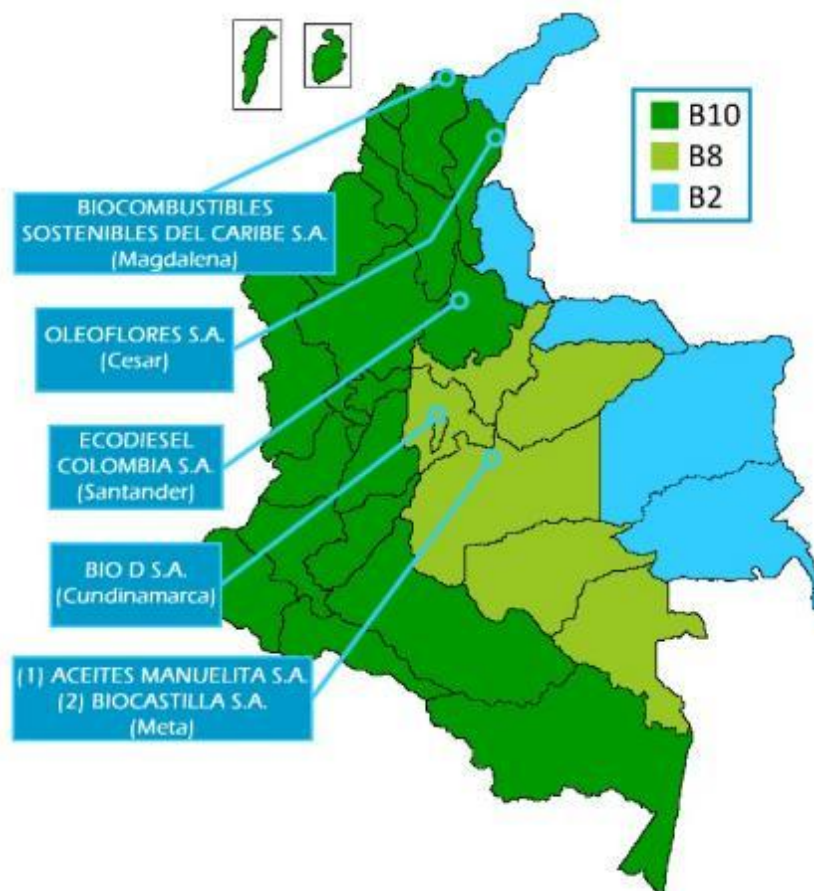 B10
B8
B2
BIOCOMBUSTIBLES
SOSTENIBLES DEL CARIBE S.A.
(Magdalena)
OLEOFLORES S.A.
(Cesar)
ECODIESEL
COLOMBIA S.A.
(Santander)
BIO D S.A.
(Cundinamarca)
(1) ACEITES MANUELITA S.A.
(2) BIOCASTILLA S.A.
(Meta)